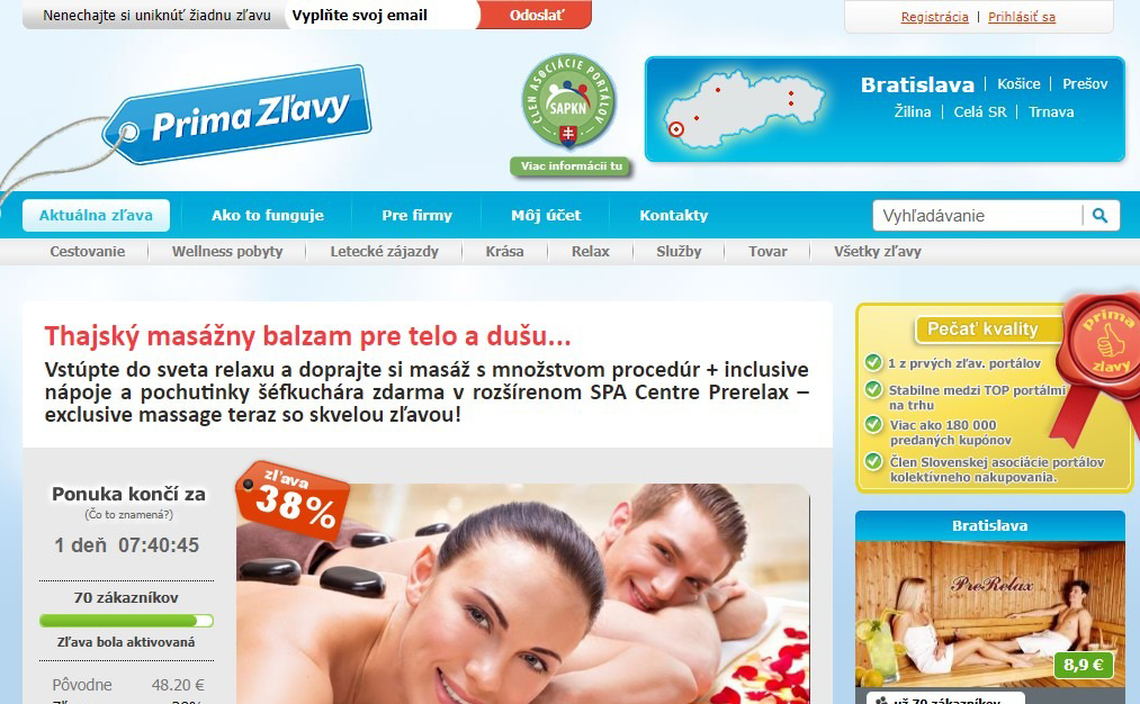 Nenechajte si uniknúť žiadnu zľavu
Vyplňte svoj email
Odoslať
Registrácia | Prihlásiť sa
Prima Zľavy
ČLEN ASOCIÁCIE PORTÁLOV
SAPKN
Viac informácii tu
Bratislava | Košice | Prešov
Žilina | Celá SR | Trnava
Aktuálna zľava
Ako to funguje
Pre firmy
Môj účet
Kontakty
Vyhľadávanie
Cestovanie
Wellness pobyty
Letecké zájazdy
Krása
Relax
Služby
Tovar
Všetky zľavy
Thajský masážny balzam pre telo a dušu...
Vstúpte do sveta relaxu a doprajte si masáž s množstvom procedúr + inclusive
nápoje a pochutinky šéfkuchára zdarma v rozšírenom SPA Centre Prerelax –
exclusive massage teraz so skvelou zľavou!
Ponuka končí za
(Čo to znamená?)
1 deň 07:40:45
70 zákazníkov
Zľava bola aktivovaná
Pôvodne 48.20 €
zľava
38%
Pečať kvality
prima
zlavy
1 z prvých zľav. portálov
Stabilne medzi TOP portálmi
na trhu
Viac ako 180 000
predaných kupónov
Člen Slovenskej asociácie portálov
kolektívneho nakupovania.
Bratislava
PreRelax
8,9 €
už 70 zákazníkov